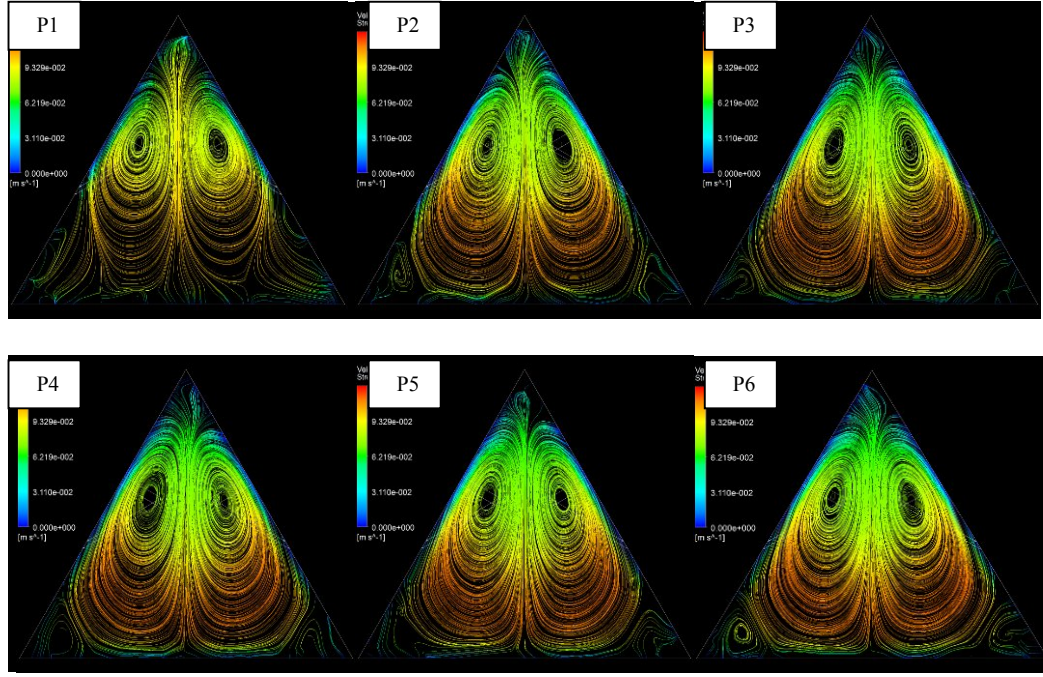 P1
9.329e-002
6.219e-002
3.110e-002
0.000e+000
[m s^-1]
Vel
Str
P2
9.329e-002
6.219e-002
3.110e-002
0.000e+000
[m s^-1]
P3
9.329e-002
6.219e-002
3.110e-002
0.000e+000
[m s^-1]
P4
9.329e-002
6.219e-002
3.110e-002
0.000e+000
[m s^-1]
Vel
Str
P5
9.329e-002
6.219e-002
3.110e-002
0.000e+000
[m s^-1]
P6
9.329e-002
6.219e-002
3.110e-002
0.000e+000
[m s^-1]